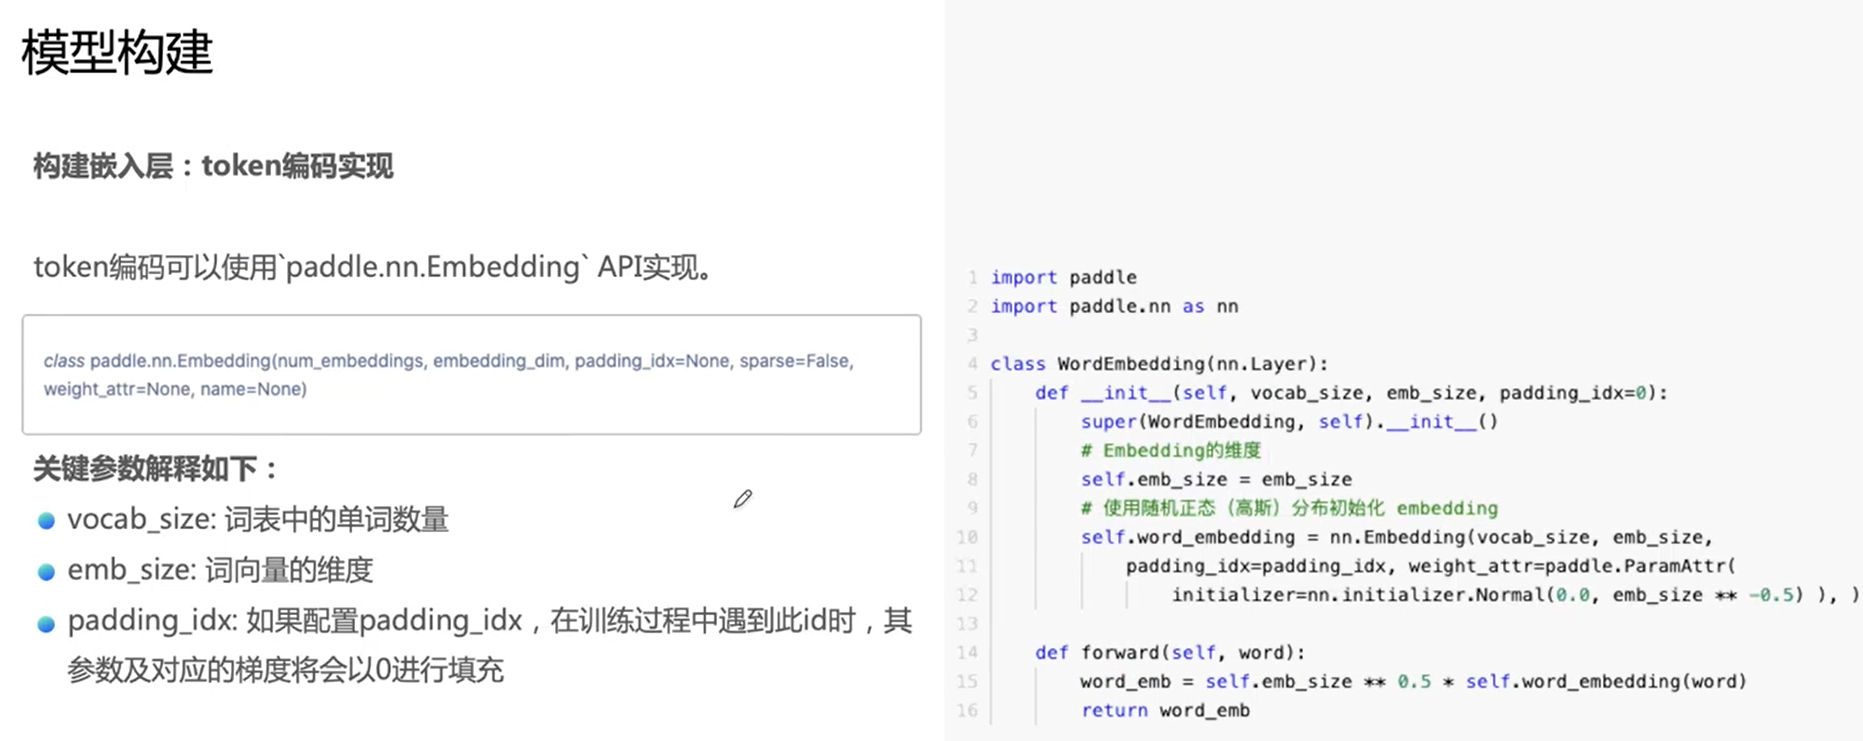 模型构建
构建嵌入层：token编码实现
token编码可以使用`paddle.nn.Embedding` API实现。
class paddle.nn.Embedding(num_embeddings, embedding_dim, padding_idx=None, sparse=False,
weight_attr=None, name=None)
关键参数解释如下：
vocab_size: 词表中的单词数量
emb_size: 词向量的维度
padding_idx: 如果配置padding_idx，在训练过程中遇到此id时，其
参数及对应的梯度将会以0进行填充
1 import paddle
2 import paddle.nn as nn
3
4 class WordEmbedding(nn.Layer):
5     def __init__(self, vocab_size, emb_size, padding_idx=0):
6         super(WordEmbedding, self).__init__()
7         # Embedding的维度
8         self.emb_size = emb_size
9         # 使用随机正态（高斯）分布初始化 embedding
10         self.word_embedding = nn.Embedding(vocab_size, emb_size,
11             padding_idx=padding_idx, weight_attr=paddle.ParamAttr(
12                 initializer=nn.initializer.Normal(0.0, emb_size ** -0.5) ), )
13
14     def forward(self, word):
15         word_emb = self.emb_size ** 0.5 * self.word_embedding(word)
16         return word_emb